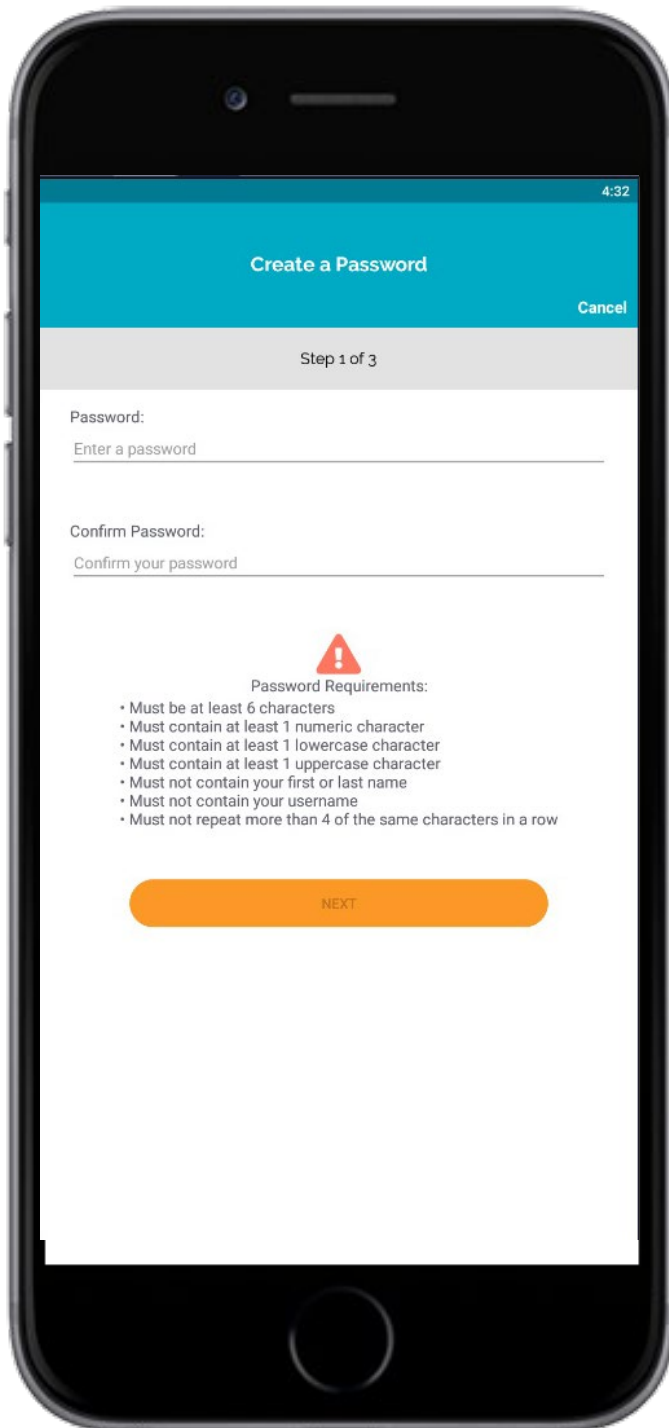 4:32
Create a Password
Cancel
Step 1 of 3
Password:
Enter a password
Confirm Password:
Confirm your password
Password Requirements:
• Must be at least 6 characters
• Must contain at least 1 numeric character
• Must contain at least 1 lowercase character
• Must contain at least 1 uppercase character
• Must not contain your first or last name
• Must not contain your username
• Must not repeat more than 4 of the same characters in a row
NEXT